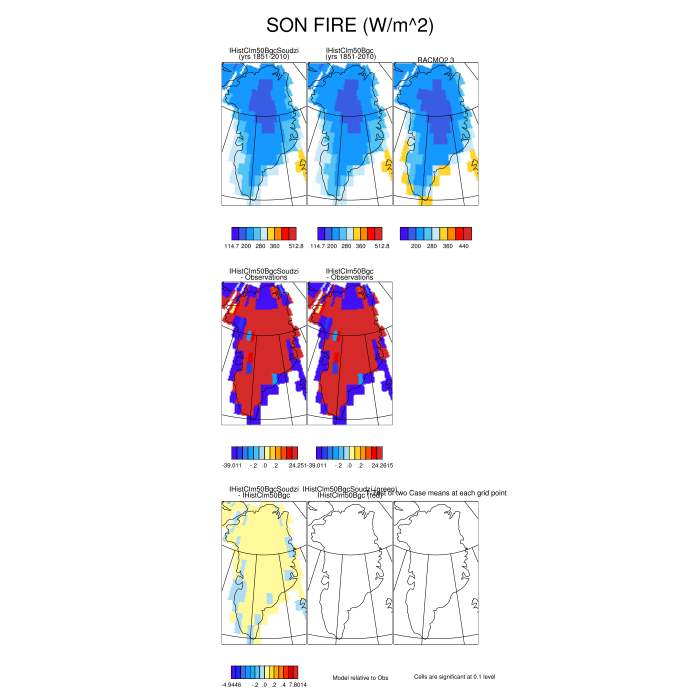 SON FIRE (W/m^2)
IHistClm50BgcSoudzi
(yrs 1851-2010)
IHistClm50Bgc
(yrs 1851-2010)
RACMO2.3
114.7 200 280 360 512.8
114.7 200 280 360 512.8
200 280 360 440
IHistClm50BgcSoudzi
- Observations
IHistClm50Bgc
- Observations
-39.011 -.2 .0 .2 24.251
-39.011 -.2 .0 .2 24.2615
IHistClm50BgcSoudzi
- IHistClm50Bgc
IHistClm50BgcSoudzi (green)
IHistClm50Bgc (red)
of two Case means at each grid point
-4.9446 -.2 .0 .2 .4 7.8014
Model relative to Obs
Cells are significant at 0.1 level